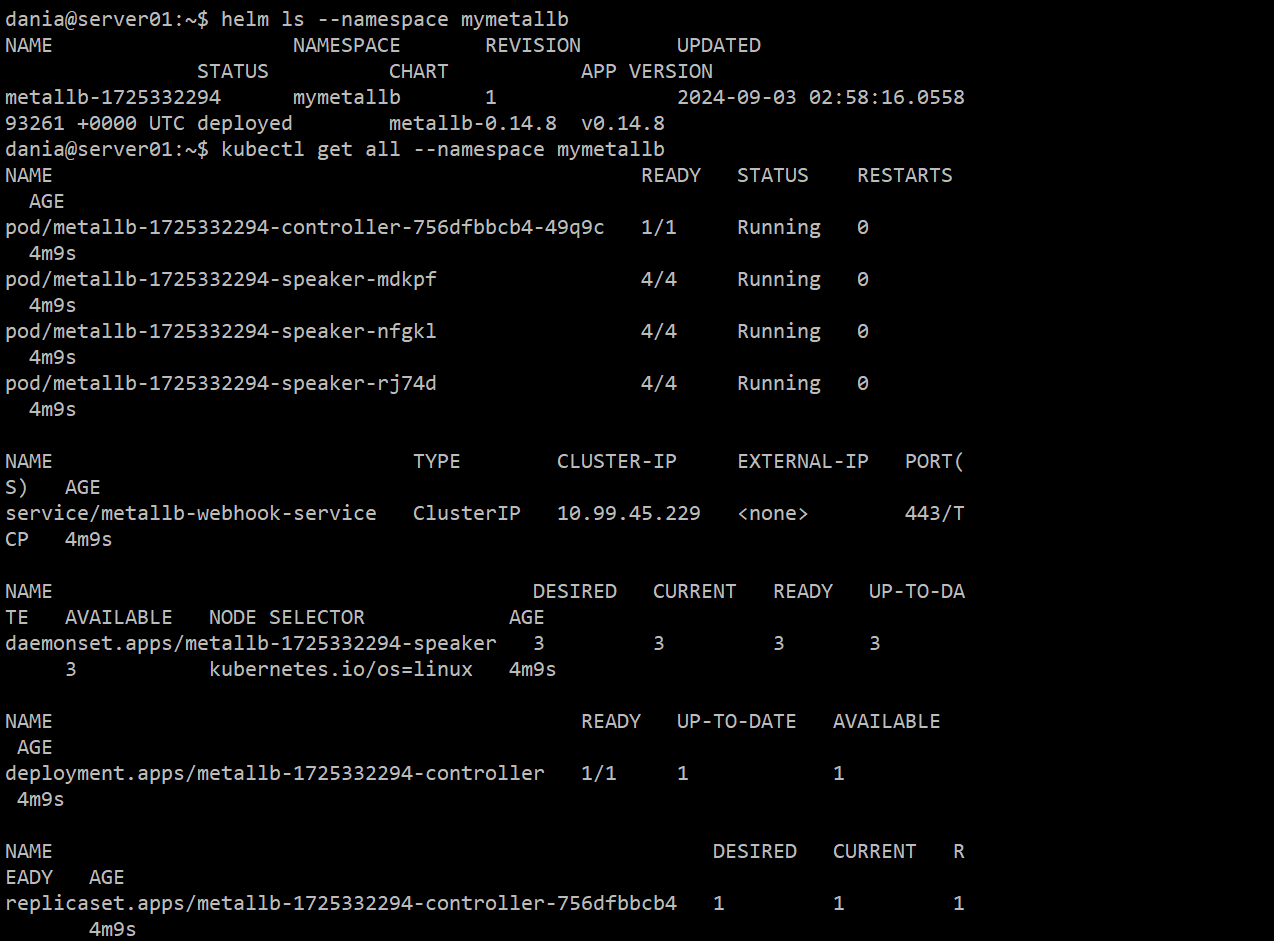 dania@server01:~$ helm ls --namespace mymetallb
NAME                    NAMESPACE       REVISION        UPDATED
                STATUS          CHART           APP VERSION
metallb-1725332294      mymetallb       1               2024-09-03 02:58:16.0558
93261 +0000 UTC deployed        metallb-0.14.8  v0.14.8
dania@server01:~$ kubectl get all --namespace mymetallb
NAME                                                 READY   STATUS    RESTARTS
  AGE
pod/metallb-1725332294-controller-756dfbbcb4-49q9c   1/1     Running   0
  4m9s
pod/metallb-1725332294-speaker-mdkpf                 4/4     Running   0
  4m9s
pod/metallb-1725332294-speaker-nfgkl                 4/4     Running   0
  4m9s
pod/metallb-1725332294-speaker-rj74d                 4/4     Running   0
  4m9s

NAME                              TYPE        CLUSTER-IP     EXTERNAL-IP   PORT(
S)   AGE
service/metallb-webhook-service   ClusterIP   10.99.45.229   <none>        443/T
CP   4m9s

NAME                                        DESIRED   CURRENT   READY   UP-TO-DA
TE   AVAILABLE   NODE SELECTOR            AGE
daemonset.apps/metallb-1725332294-speaker   3         3         3       3
     3           kubernetes.io/os=linux   4m9s

NAME                                            READY   UP-TO-DATE   AVAILABLE
 AGE
deployment.apps/metallb-1725332294-controller   1/1     1            1
 4m9s

NAME                                                       DESIRED   CURRENT   R
EADY   AGE
replicaset.apps/metallb-1725332294-controller-756dfbbcb4   1         1         1
       4m9s